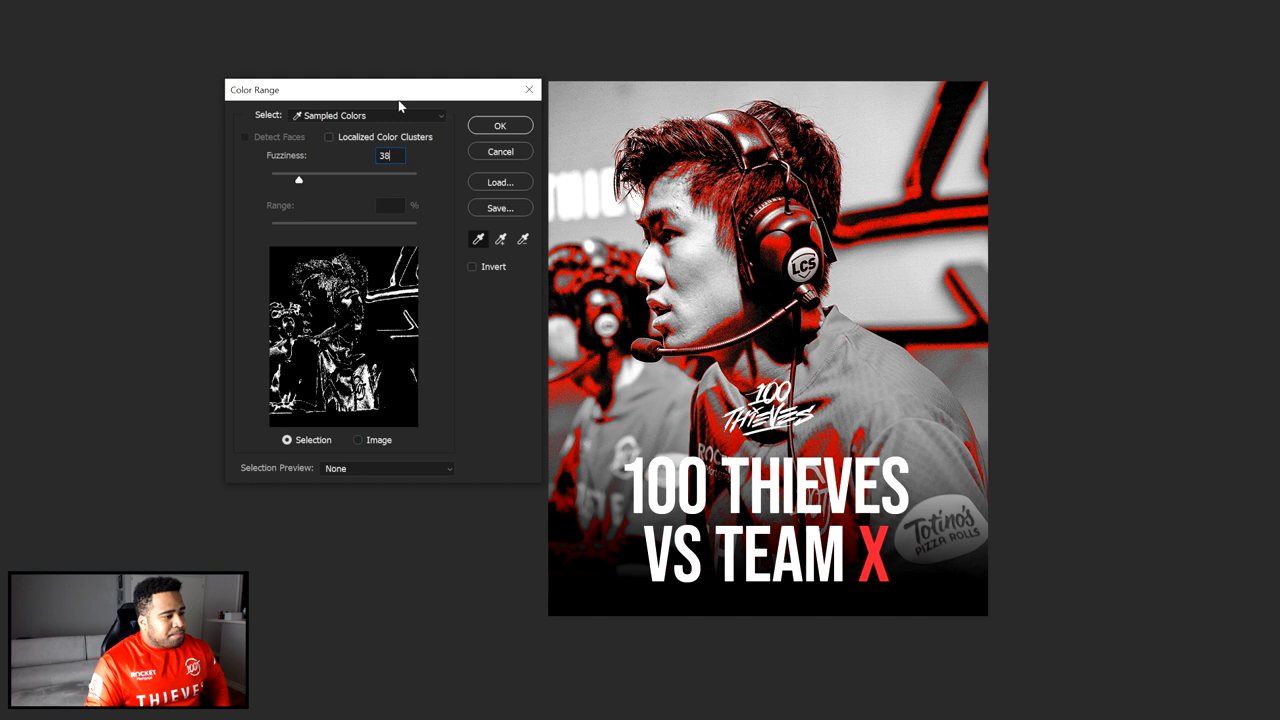 Color Range
Select: Sampled Colors
Detect Faces Localized Color Clusters
Fuzziness: 38
Range: %
OK
Cancel
Load...
Save...
Invert
Selection Image
Selection Preview: None
LCS
100
THIEVES
100 THIEVES
VS TEAM X
Totino's
PIZZA ROLLS
ROCKET
THIEVES